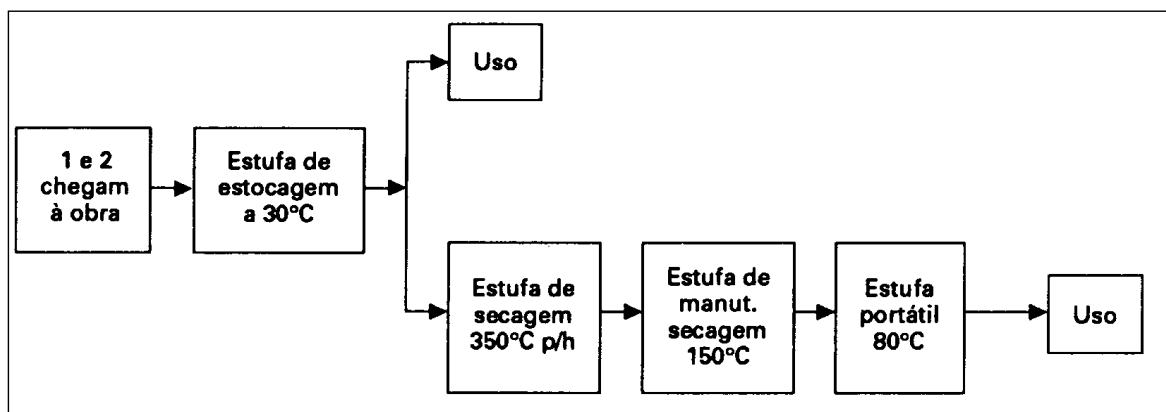 Uso
1 e 2
chegam
à obra
Estufa de
estocagem
a 30°C
Estufa de
secagem
350°C p/h
Estufa de
manut.
secagem
150°C
Estufa
portátil
80°C
Uso